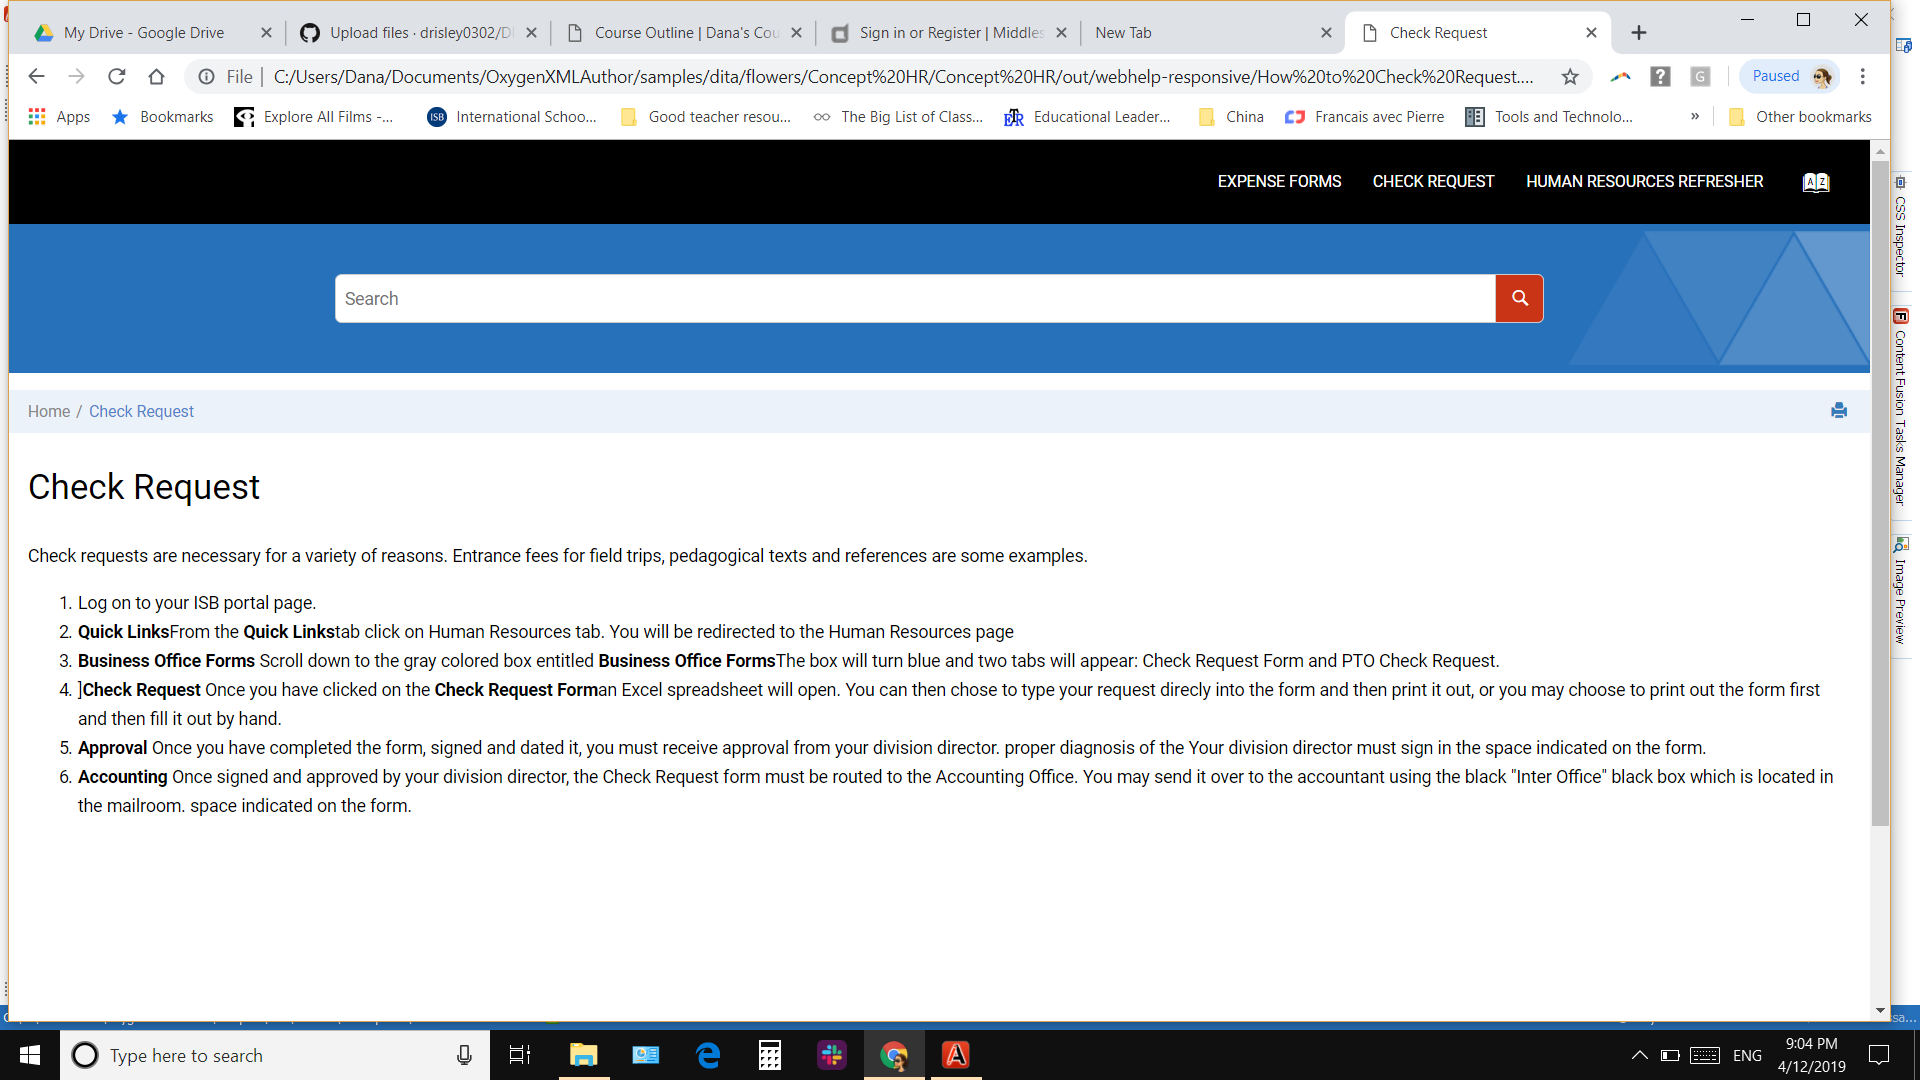 My Drive - Google Drive
Upload files · drisley0302/DI
Course Outline | Dana's Cou
Sign in or Register | Middles
New Tab
Check Request
File
C:/Users/Dana/Documents/OxygenXMLAuthor/samples/dita/flowers/Concept%20HR/Concept%20HR/out/webhelp-responsive/How%20to%20Check%20Request....
Paused
Apps
Bookmarks
Explore All Films -...
International Schoo...
Good teacher resou...
The Big List of Class...
Educational Leader...
China
Francais avec Pierre
Tools and Technolo...
»
Other bookmarks
EXPENSE FORMS
CHECK REQUEST
HUMAN RESOURCES REFRESHER
A Z
Search
Home / Check Request
Check Request
Check requests are necessary for a variety of reasons. Entrance fees for field trips, pedagogical texts and references are some examples.
1. Log on to your ISB portal page.
2. Quick LinksFrom the Quick Linkstab click on Human Resources tab. You will be redirected to the Human Resources page
3. Business Office Forms Scroll down to the gray colored box entitled Business Office FormsThe box will turn blue and two tabs will appear: Check Request Form and PTO Check Request.
4. ]Check Request Once you have clicked on the Check Request Forman Excel spreadsheet will open. You can then chose to type your request direcly into the form and then print it out, or you may choose to print out the form first
and then fill it out by hand.
5. Approval Once you have completed the form, signed and dated it, you must receive approval from your division director. proper diagnosis of the Your division director must sign in the space indicated on the form.
6. Accounting Once signed and approved by your division director, the Check Request form must be routed to the Accounting Office. You may send it over to the accountant using the black "Inter Office" black box which is located in
the mailroom. space indicated on the form.
CSS Inspector
Content Fusion Tasks Manager
Image Preview
Type here to search
ENG
9:04 PM
4/12/2019